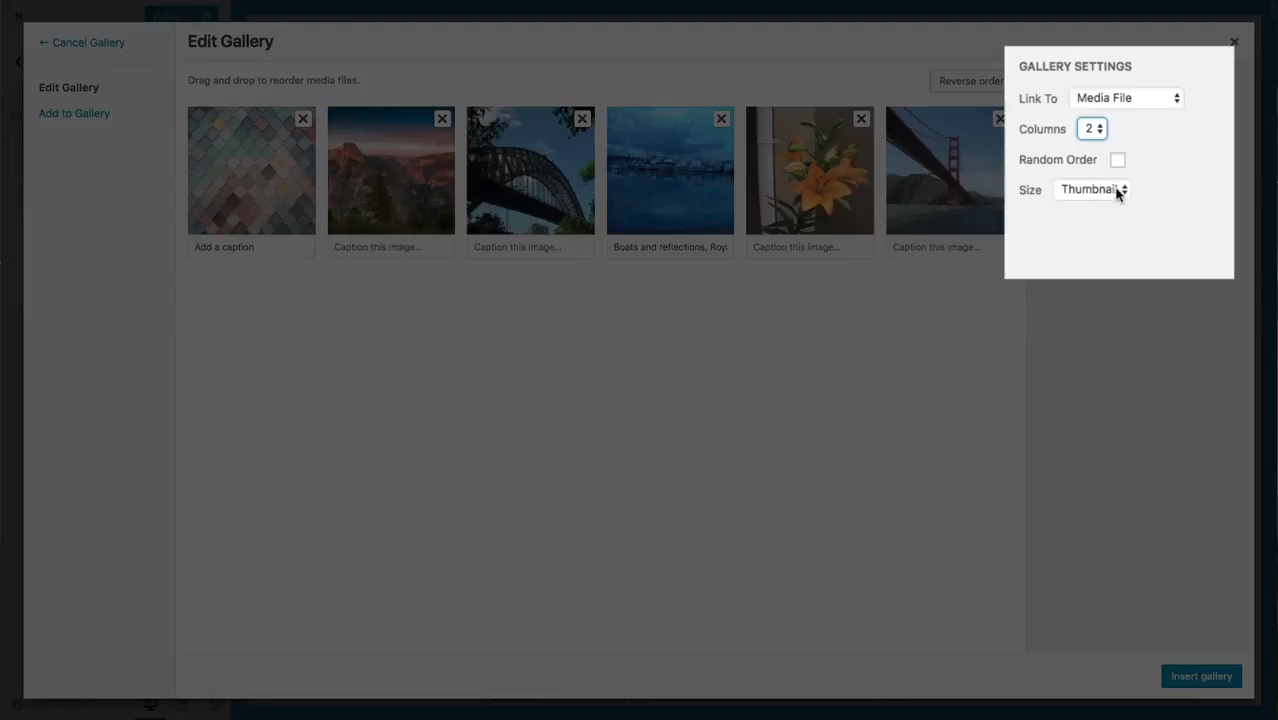 ← Cancel Gallery
Edit Gallery
Add to Gallery
Edit Gallery
Drag and drop to reorder media files.
Reverse order
Add a caption
Caption this image...
Caption this image...
Boats and reflections, Roy
Caption this image...
Caption this image...
GALLERY SETTINGS
Link To Media File
Columns 2
Random Order
Size Thumbnail
Insert gallery